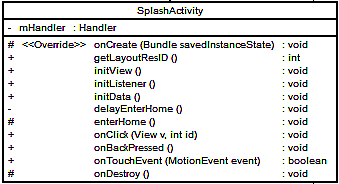 SplashActivity
- mHandler : Handler
# <<Override>> onCreate (Bundle savedInstanceState) : void
+ getLayoutResID () : int
+ initView () : void
+ initListener () : void
+ initData () : void
- delayEnterHome () : void
# enterHome () : void
+ onClick (View v, int id) : void
+ onBackPressed () : void
+ onTouchEvent (MotionEvent event) : boolean
# onDestroy () : void